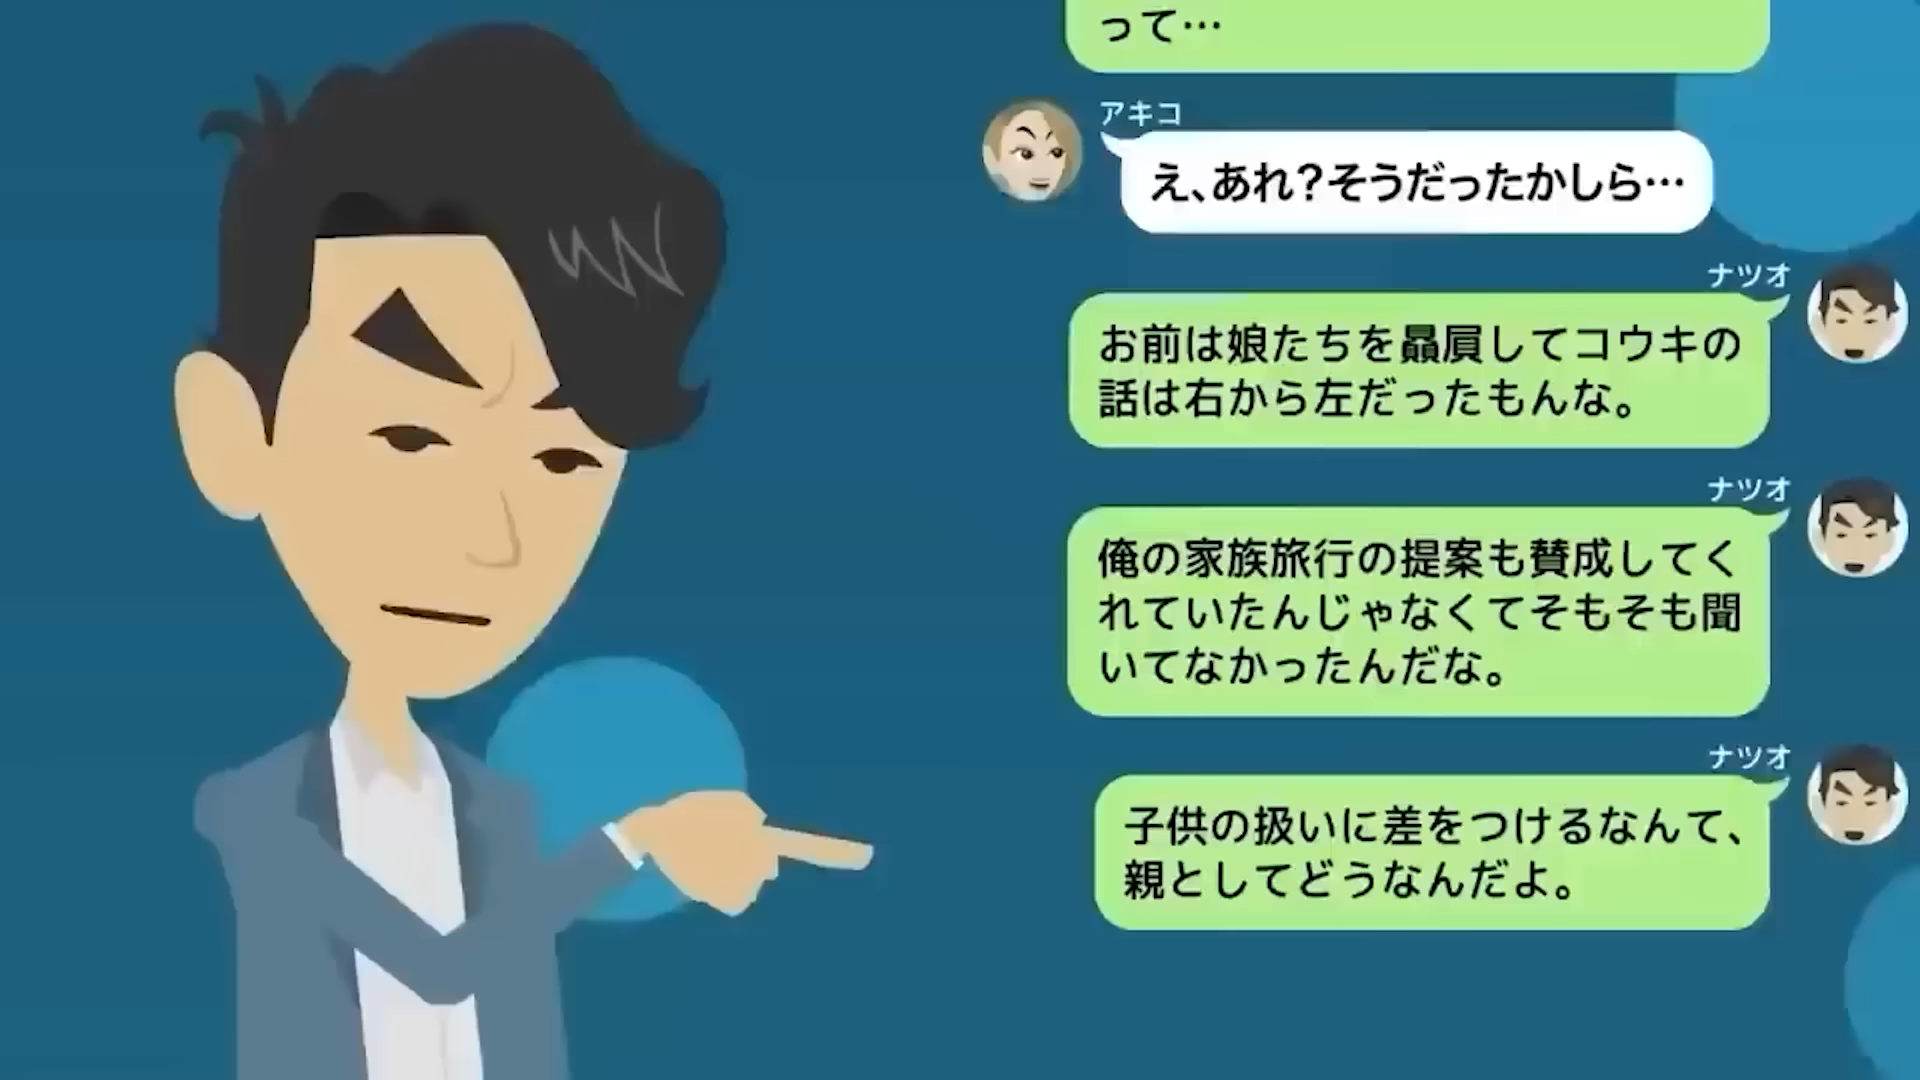 って…
アキコ
え、あれ？そうだったかしら…
ナツオ
お前は娘たちを贔屓してコウキの
話は右から左だったもんな。
ナツオ
俺の家族旅行の提案も賛成してく
れていたんじゃなくてそもそも聞
いてなかったんだな。
ナツオ
子供の扱いに差をつけるなんて、
親としてどうなんだよ。